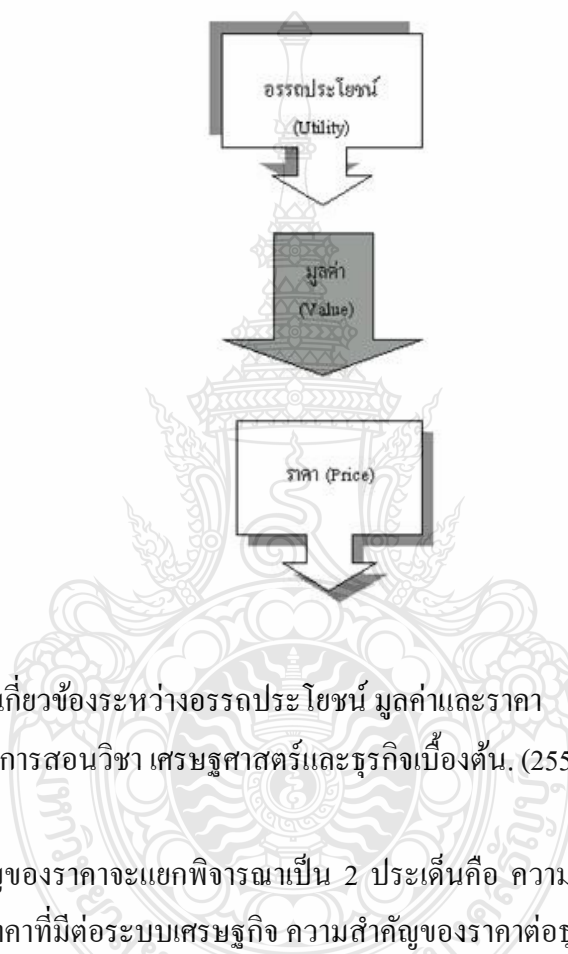 อรรถประโยชน์
(Utility)
มูลค่า
(Value)
ราคา (Price)
เกี่ยวข้องระหว่างอรรถประโยชน์ มูลค่าและราคา
การสอนวิชา เศรษฐศาสตร์และธุรกิจเบื้องต้น. (255
ของราคาจะแยกพิจารณาเป็น 2 ประเด็นคือ ความ
ที่มีต่อระบบเศรษฐกิจ ความสำคัญของราคาต่อ